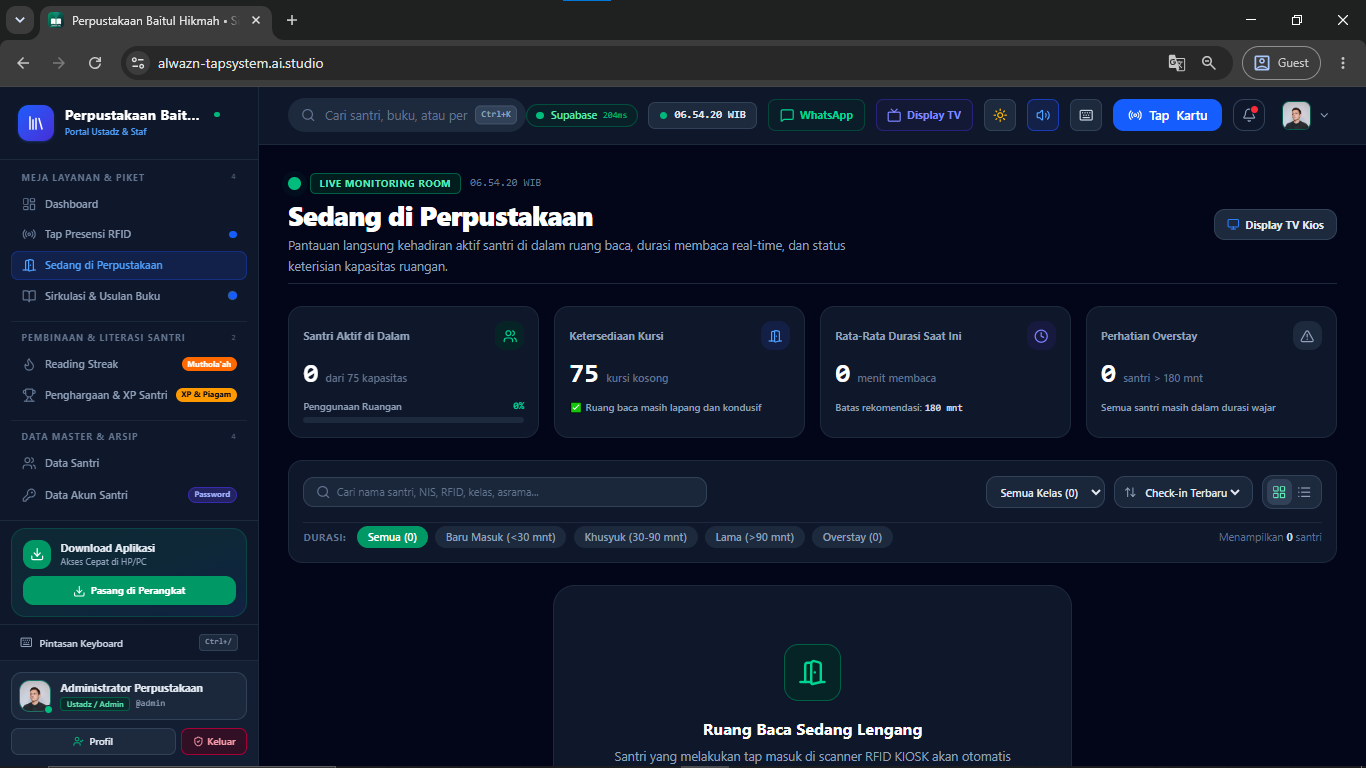 Perpustakaan Baitul Hikmah • S
alwazn-tapsystem.ai.studio
Guest
Perpustakaan Bait...
Portal Ustadz & Staf
MEJA LAYANAN & PIKET 4
Dashboard
Tap Presensi RFID
Sedang di Perpustakaan
Sirkulasi & Usulan Buku
PEMBINAAN & LITERASI SANTRI 2
Reading Streak Muthola'ah
Penghargaan & XP Santri XP & Piagam
DATA MASTER & ARSIP 4
Data Santri
Data Akun Santri Password
Download Aplikasi
Akses Cepat di HP/PC
Pasang di Perangkat
Pintasan Keyboard Ctrl+/
Administrator Perpustakaan
Ustadz / Admin @admin
Profil Keluar
Cari santri, buku, atau per Ctrl+K Supabase 204ms 06.54.20 WIB WhatsApp Display TV Tap Kartu
LIVE MONITORING ROOM 06.54.20 WIB
Sedang di Perpustakaan
Pantauan langsung kehadiran aktif santri di dalam ruang baca, durasi membaca real-time, dan status
keterisian kapasitas ruangan.
Display TV Kios
Santri Aktif di Dalam
0 dari 75 kapasitas
Penggunaan Ruangan 0%
Ketersediaan Kursi
75 kursi kosong
✅ Ruang baca masih lapang dan kondusif
Rata-Rata Durasi Saat Ini
0 menit membaca
Batas rekomendasi: 180 mnt
Perhatian Overstay
0 santri > 180 mnt
Semua santri masih dalam durasi wajar
Cari nama santri, NIS, RFID, kelas, asrama...
Semua Kelas (0) Check-in Terbaru
DURASI: Semua (0) Baru Masuk (<30 mnt) Khusyuk (30-90 mnt) Lama (>90 mnt) Overstay (0) Menampilkan 0 santri
Ruang Baca Sedang Lengang
Santri yang melakukan tap masuk di scanner RFID KIOSK akan otomatis